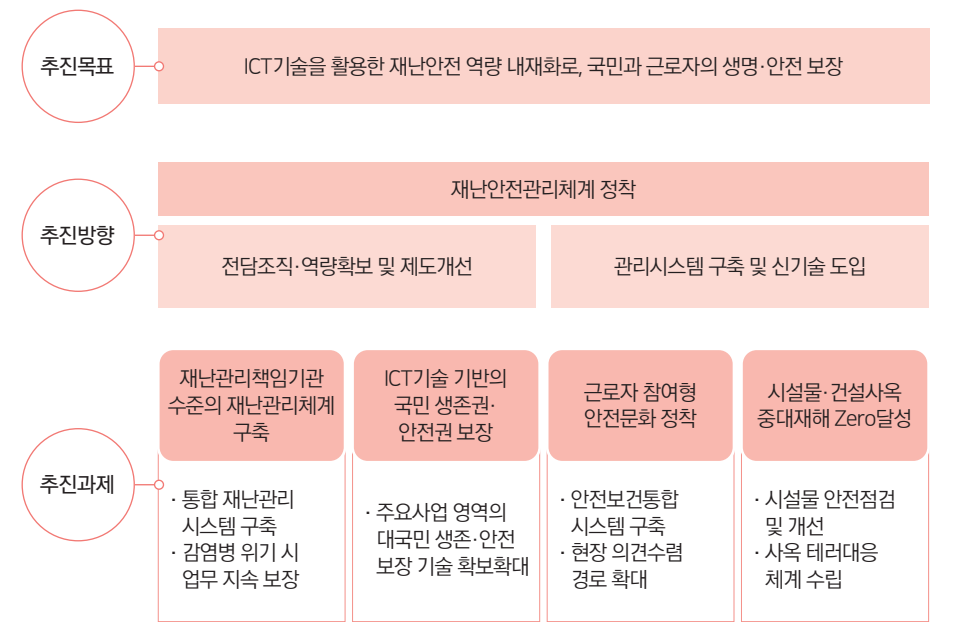 추진목표
ICT기술을 활용한 재난안전 역량 내재화로, 국민과 근로자의 생명·안전 보장
추진방향
재난안전관리체계 정착
전담조직·역량확보 및 제도개선
관리시스템 구축 및 신기술 도입
추진과제
재난관리책임기관
수준의 재난관리체계
구축
· 통합 재난관리
시스템 구축
· 감염병 위기 시
업무 지속 보장
ICT기술 기반의
국민 생존권·
안전권 보장
· 주요사업 영역의
대국민 생존·안전
보장 기술 확보확대
근로자 참여형
안전문화 정착
· 안전보건통합
시스템 구축
· 현장 의견수렴
경로 확대
시설물·건설사옥
중대재해 Zero달성
· 시설물 안전점검
및 개선
· 사옥 테러대응
체계 수립